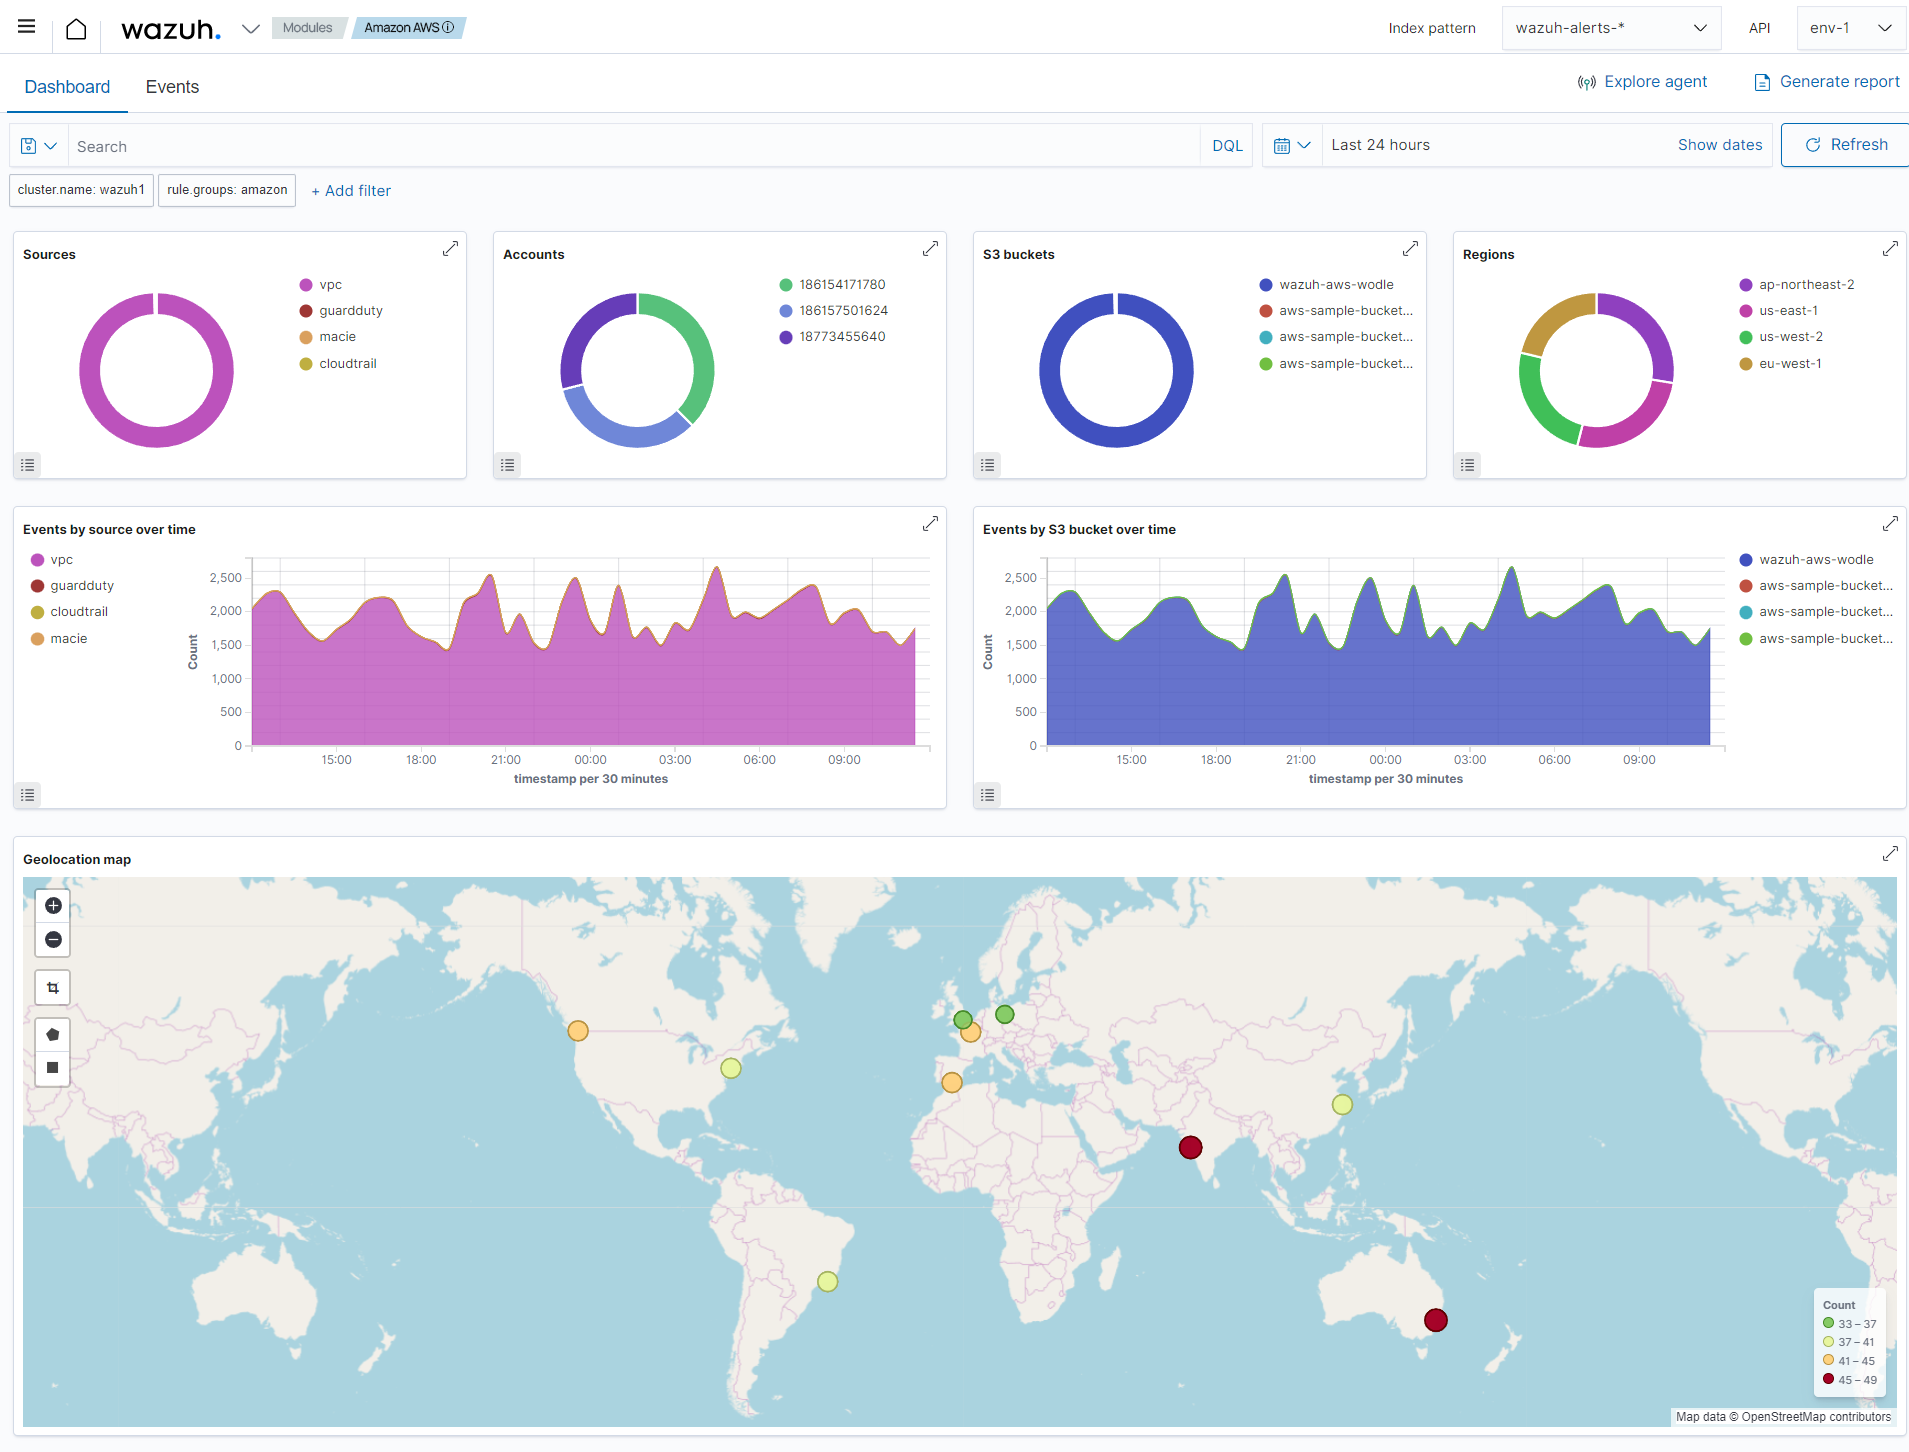 wazuh.
Modules
Amazon AWS
Index pattern
wazuh-alerts-*
API
env-1
Dashboard
Events
Explore agent
Generate report
Search
DQL
Last 24 hours
Show dates
Refresh
cluster.name: wazuh1
rule.groups: amazon
+ Add filter
Sources
vpc
guardduty
macie
cloudtrail
Accounts
186154171780
186157501624
18773455640
S3 buckets
wazuh-aws-wodle
aws-sample-bucket...
aws-sample-bucket...
aws-sample-bucket...
Regions
ap-northeast-2
us-east-1
us-west-2
eu-west-1
Events by source over time
vpc
guardduty
cloudtrail
macie
Count
2,500
2,000
1,500
1,000
500
0
15:00
18:00
21:00
00:00
03:00
06:00
09:00
timestamp per 30 minutes
Events by S3 bucket over time
Count
2,500
2,000
1,500
1,000
500
0
15:00
18:00
21:00
00:00
03:00
06:00
09:00
timestamp per 30 minutes
wazuh-aws-wodle
aws-sample-bucket...
aws-sample-bucket...
aws-sample-bucket...
Geolocation map
Count
33 – 37
37 – 41
41 – 45
45 – 49
Map data © OpenStreetMap contributors